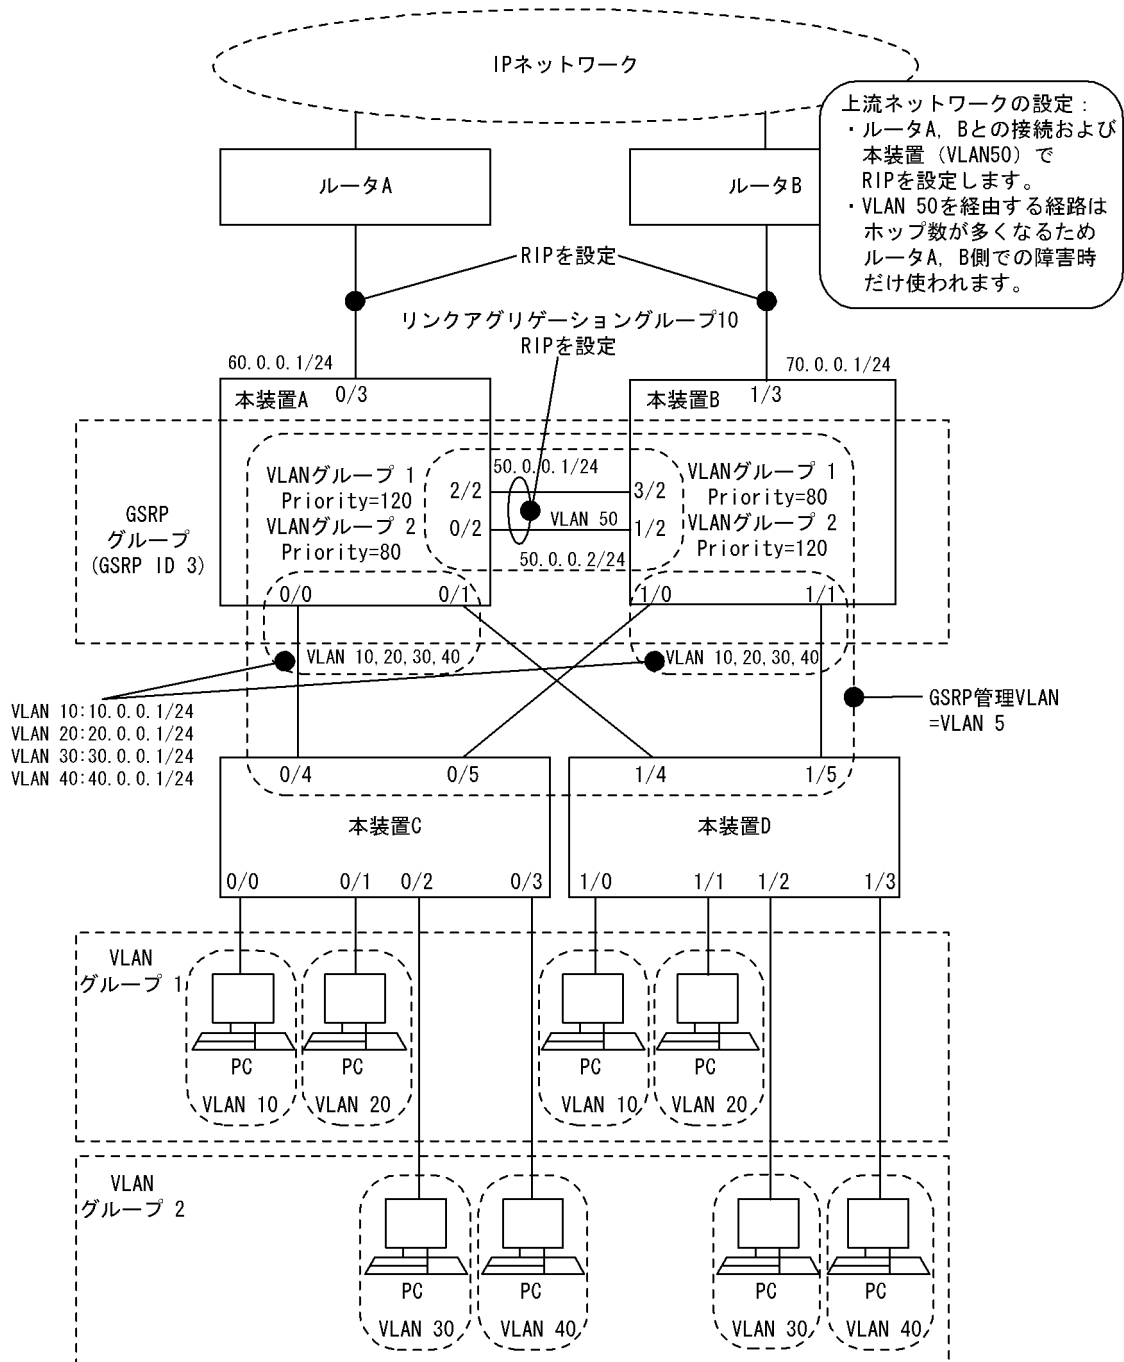 IPネットワーク
上流ネットワークの設定：
・ルータA，Bとの接続および
本装置（VLAN50）で
RIPを設定します。
・VLAN 50を経由する経路は
ホップ数が多くなるため
ルータA，B側での障害時
だけ使われます。
ルータA
ルータB
RIPを設定
リンクアグリゲーショングループ10
RIPを設定
60.0.0.1/24
70.0.0.1/24
本装置A
0/3
本装置B
1/3
GSRP
グループ
(GSRP ID 3)
VLANグループ 1
Priority=120
VLANグループ 2
Priority=80
50.0.0.1/24
2/2
3/2
0/2
VLAN 50
1/2
50.0.0.2/24
VLANグループ 1
Priority=80
VLANグループ 2
Priority=120
0/0
0/1
1/0
1/1
VLAN 10,20,30,40
VLAN 10,20,30,40
VLAN 10:10.0.0.1/24
VLAN 20:20.0.0.1/24
VLAN 30:30.0.0.1/24
VLAN 40:40.0.0.1/24
GSRP管理VLAN
=VLAN 5
0/4
0/5
1/4
1/5
本装置C
本装置D
0/0
0/1
0/2
0/3
1/0
1/1
1/2
1/3
VLAN
グループ 1
PC
PC
PC
PC
VLAN 10
VLAN 20
VLAN 10
VLAN 20
VLAN
グループ 2
PC
PC
PC
PC
VLAN 30
VLAN 40
VLAN 30
VLAN 40